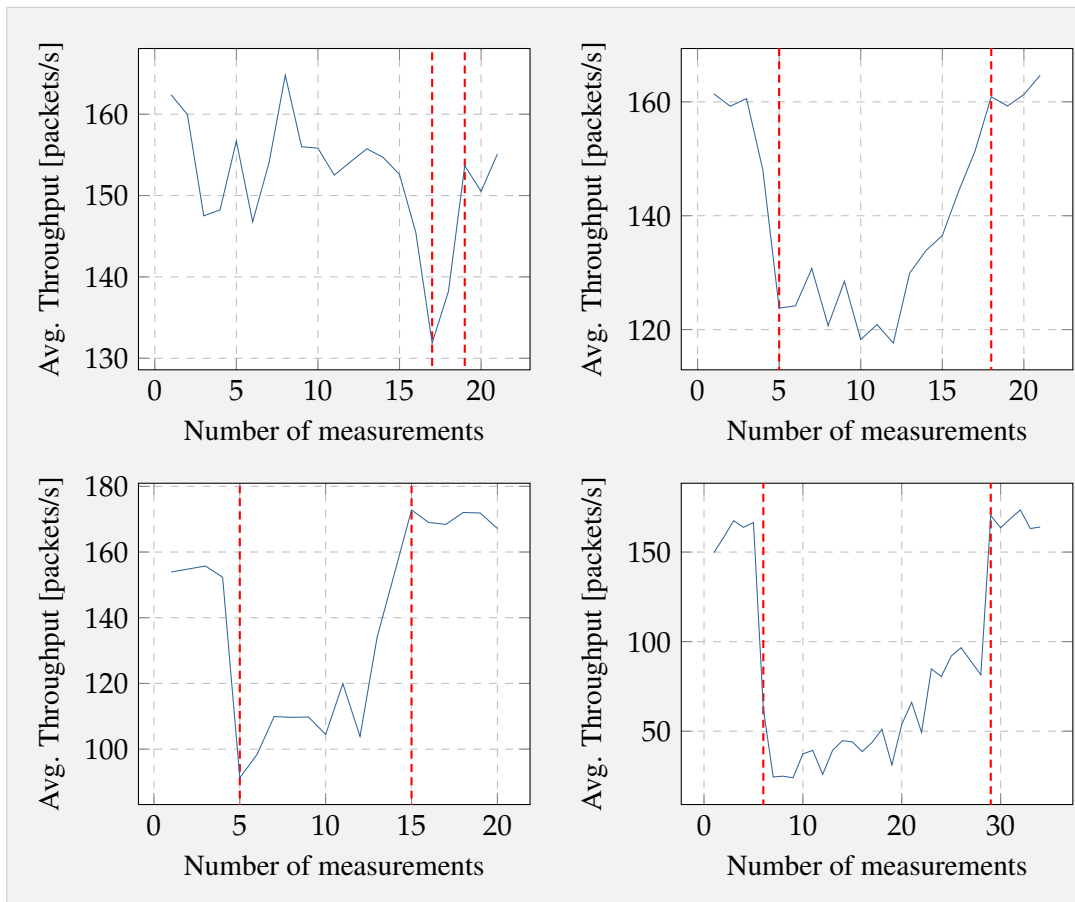 Avg. Throughput [packets/s]
160
150
140
130
0 5 10 15 20
Number of measurements
Avg. Throughput [packets/s]
160
140
120
0 5 10 15 20
Number of measurements
Avg. Throughput [packets/s]
180
160
140
120
100
0 5 10 15 20
Number of measurements
Avg. Throughput [packets/s]
150
100
50
0 10 20 30
Number of measurements